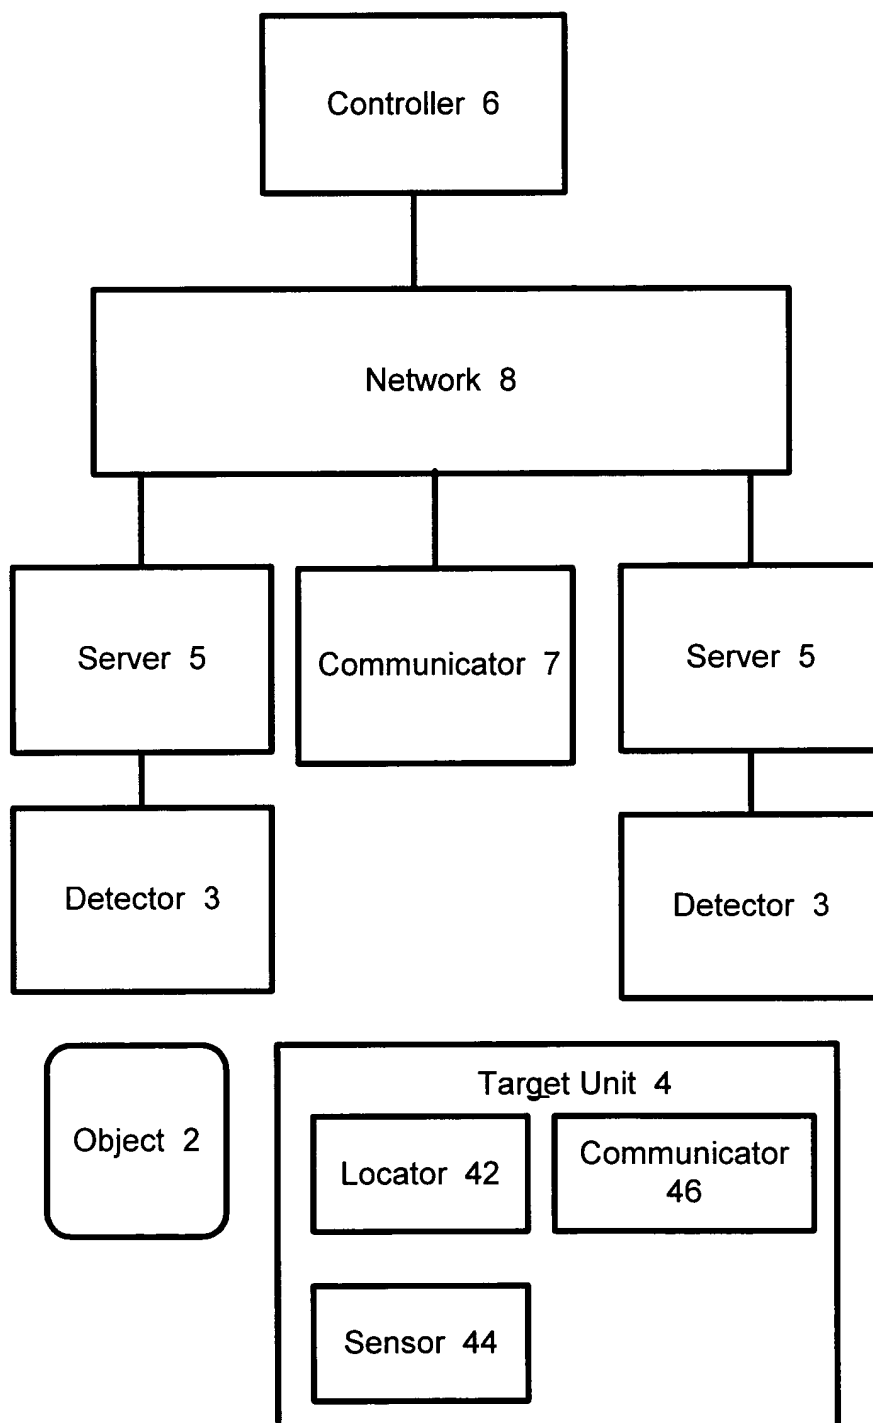 Controller 6
Network 8
Server 5
Communicator 7
Server 5
Detector 3
Detector 3
Object 2
Target Unit 4
Locator 42
Communicator
46
Sensor 44